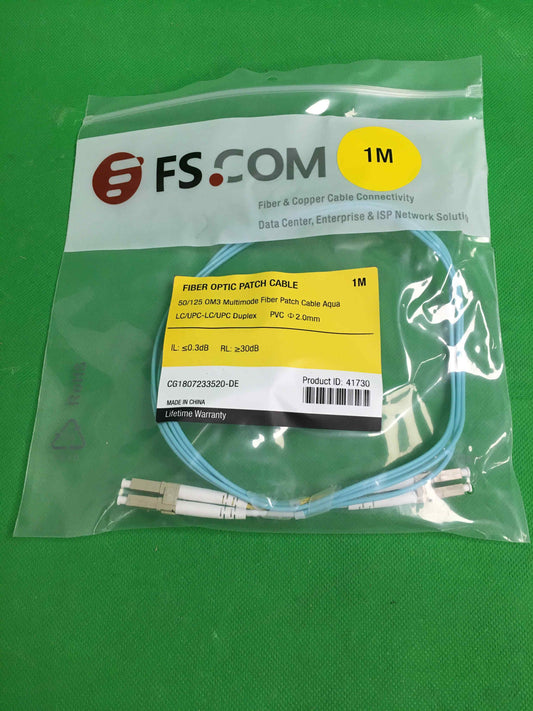 FS.COM
1M
Fiber & Copper Cable Connectivity
Data Center, Enterprise & ISP Network Soluti
FIBER OPTIC PATCH CABLE 1M
50/125 OM3 Multimode Fiber Patch Cable Aqua
LC/UPC-LC/UPC Duplex PVC Φ2.0mm
IL: ≤0.3dB RL: ≥30dB
CG1807233520-DE
Product ID: 41730
MADE IN CHINA
Lifetime Warranty